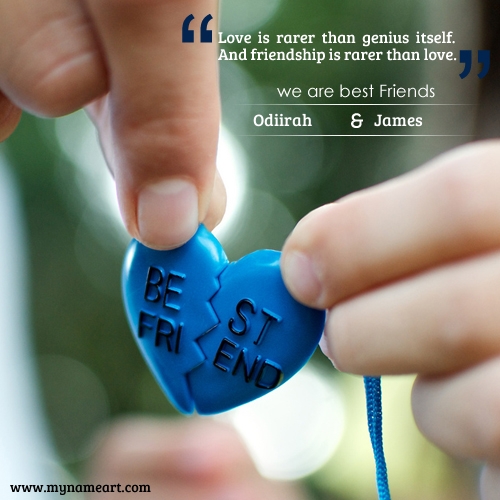 “Love is rarer than genius itself.
And friendship is rarer than love.”
we are best Friends
Odiirah & James
BE ST
FRI END
www.mynameart.com